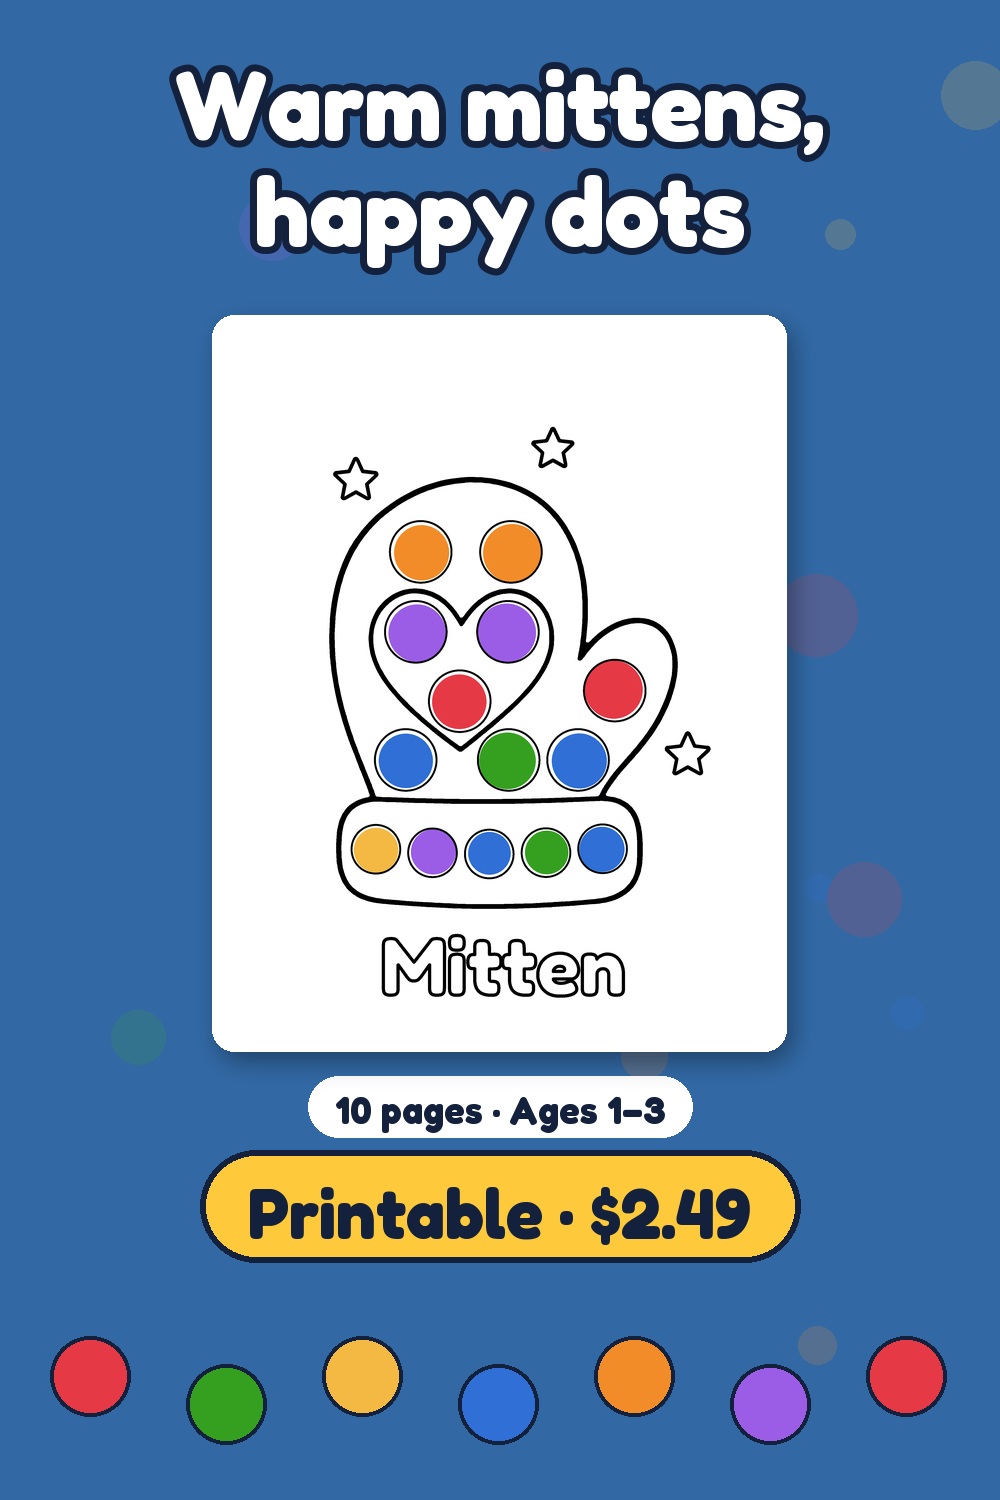 Warm mittens,
happy dots
Mitten
10 pages · Ages 1–3
Printable · $2.49